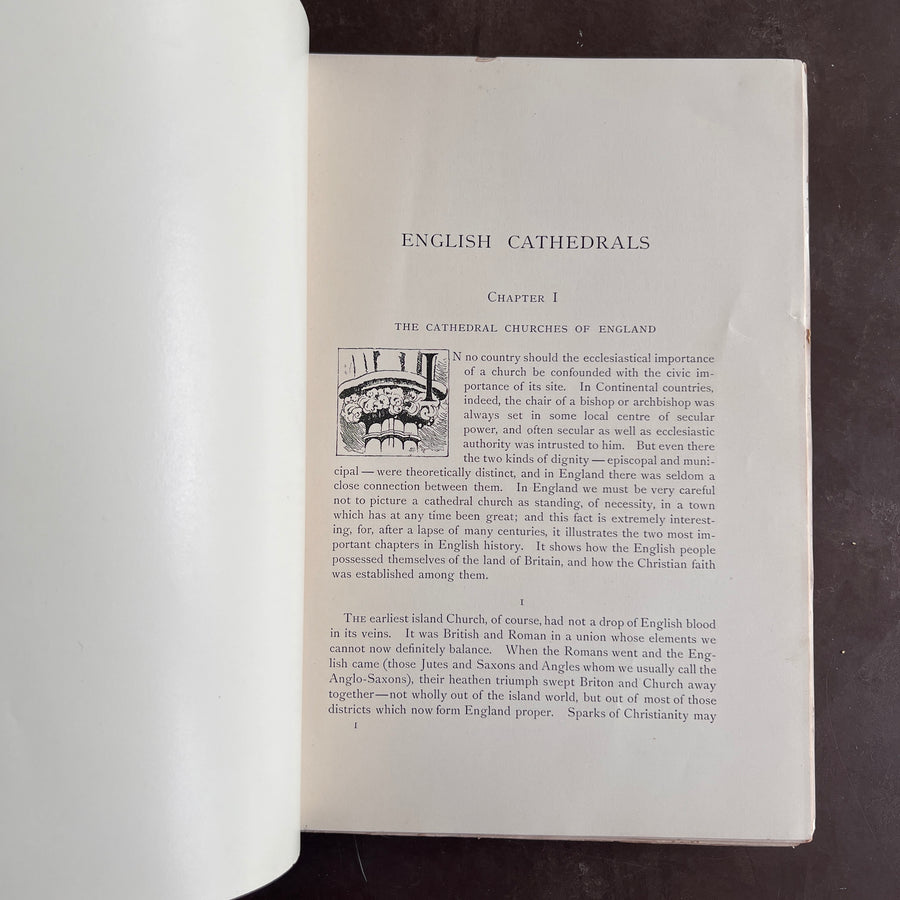 ENGLISH CATHEDRALS
CHAPTER I
THE CATHEDRAL CHURCHES OF ENGLAND
IN no country should the ecclesiastical importance
of a church be confounded with the civic im-
portance of its site. In Continental countries,
indeed, the chair of a bishop or archbishop was
always set in some local centre of secular
power, and often secular as well as ecclesiastic
authority was intrusted to him. But even there
the two kinds of dignity — episcopal and muni-
cipal — were theoretically distinct, and in England there was seldom a
close connection between them. In England we must be very careful
not to picture a cathedral church as standing, of necessity, in a town
which has at any time been great; and this fact is extremely interest-
ing, for, after a lapse of many centuries, it illustrates the two most im-
portant chapters in English history. It shows how the English people
possessed themselves of the land of Britain, and how the Christian faith
was established among them.
I
THE earliest island Church, of course, had not a drop of English blood
in its veins. It was British and Roman in a union whose elements we
cannot now definitely balance. When the Romans went and the Eng-
lish came (those Jutes and Saxons and Angles whom we usually call the
Anglo-Saxons), their heathen triumph swept Briton and Church away
together—not wholly out of the island world, but out of most of those
districts which now form England proper. Sparks of Christianity may
I